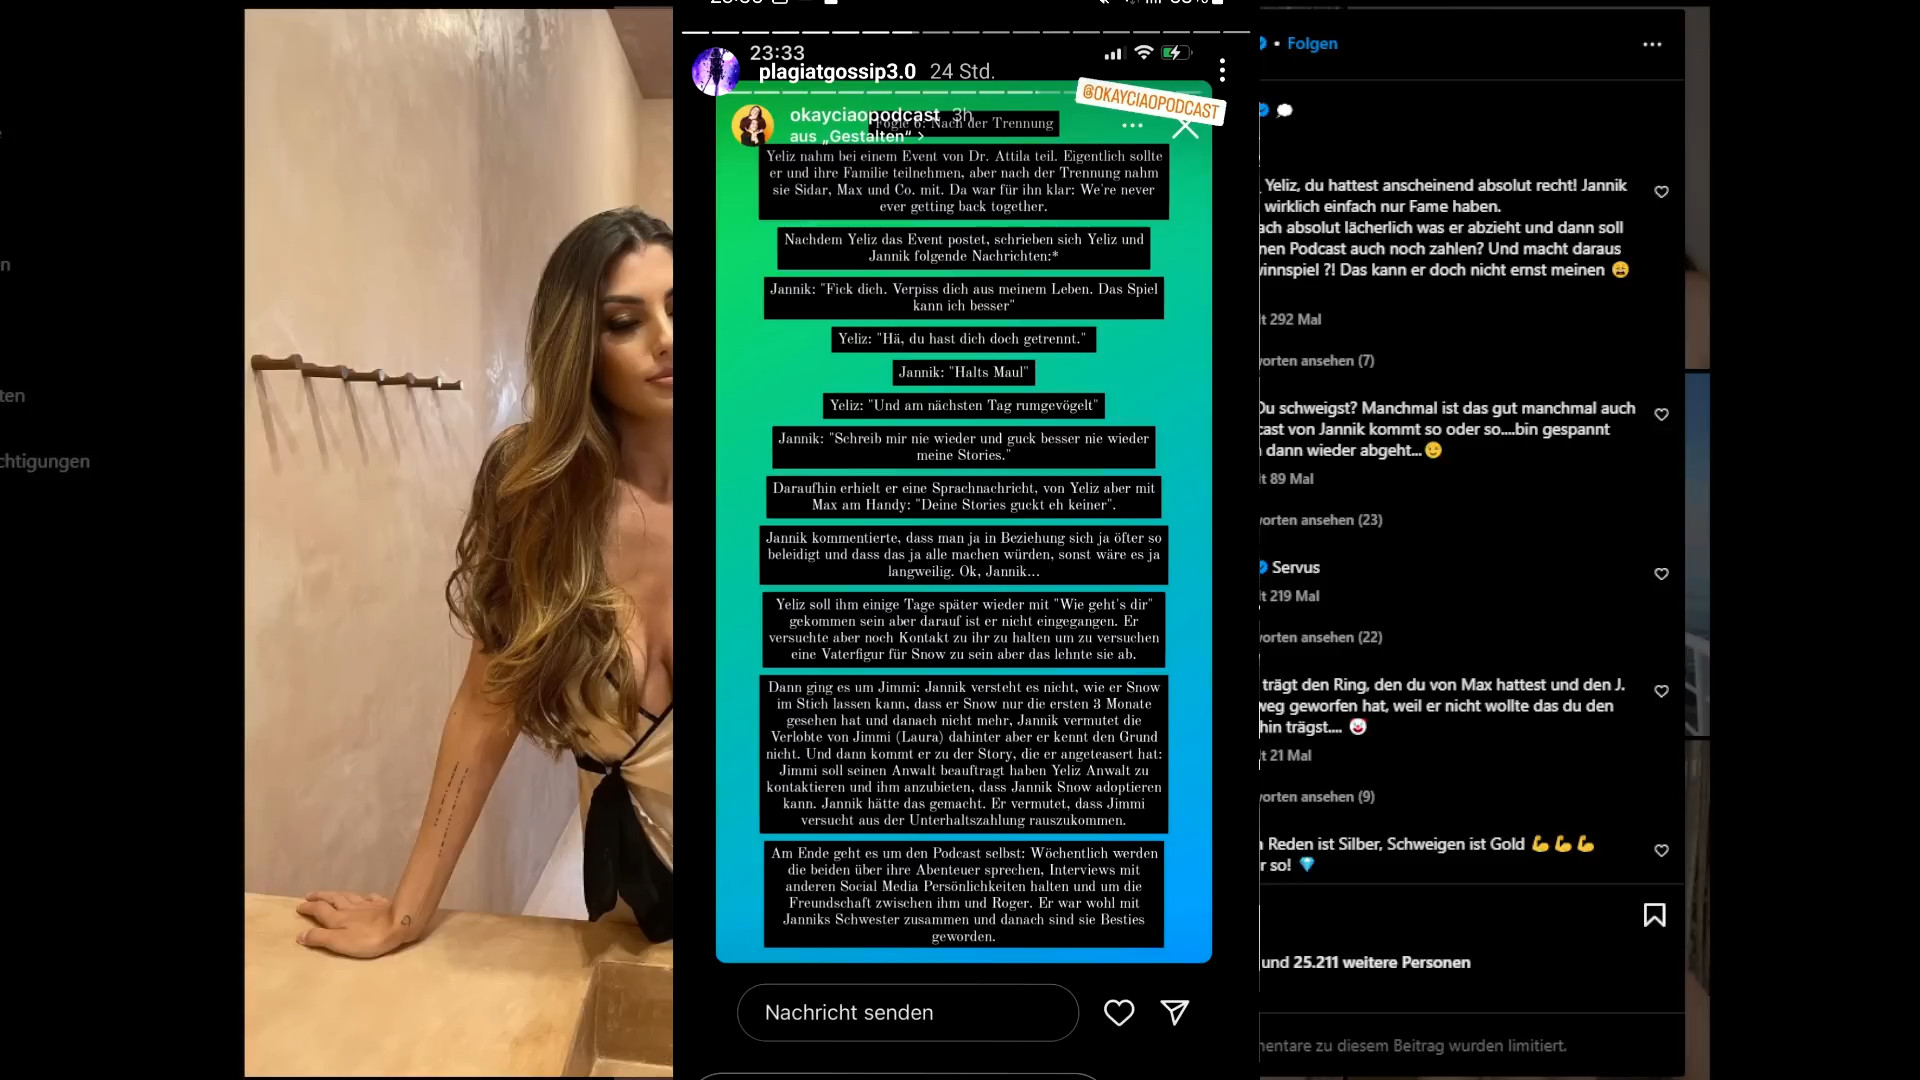 ten
chtigungen
23:33
plagiatgossip3.0 24 Std.
@OKAYCIAOPODCAST
okayciaopodcast 3h
Fogle 6: Nach der Trennung
aus „Gestalten“ >
Yeliz nahm bei einem Event von Dr. Attila teil. Eigentlich sollte
er und ihre Familie teilnehmen, aber nach der Trennung nahm
sie Sidar, Max und Co. mit. Da war für ihn klar: We're never
ever getting back together.
Nachdem Yeliz das Event postet, schrieben sich Yeliz und
Jannik folgende Nachrichten:*
Jannik: "Fick dich. Verpiss dich aus meinem Leben. Das Spiel
kann ich besser"
Yeliz: "Hä, du hast dich doch getrennt."
Jannik: "Halts Maul"
Yeliz: "Und am nächsten Tag rumgevögelt"
Jannik: "Schreib mir nie wieder und guck besser nie wieder
meine Stories."
Daraufhin erhielt er eine Sprachnachricht, von Yeliz aber mit
Max am Handy: "Deine Stories guckt eh keiner".
Jannik kommentierte, dass man ja in Beziehung sich ja öfter so
beleidigt und dass das ja alle machen würden, sonst wäre es ja
langweilig. Ok, Jannik...
Yeliz soll ihm einige Tage später wieder mit "Wie geht's dir"
gekommen sein aber darauf ist er nicht eingegangen. Er
versuchte aber noch Kontakt zu ihr zu halten um zu versuchen
eine Vaterfigur für Snow zu sein aber das lehnte sie ab.
Dann ging es um Jimmi: Jannik versteht es nicht, wie er Snow
im Stich lassen kann, dass er Snow nur die ersten 3 Monate
gesehen hat und danach nicht mehr, Jannik vermutet die
Verlobte von Jimmi (Laura) dahinter aber er kennt den Grund
nicht. Und dann kommt er zu der Story, die er angeteasert hat:
Jimmi soll seinen Anwalt beauftragt haben Yeliz Anwalt zu
kontaktieren und ihm anzubieten, dass Jannik Snow adoptieren
kann. Jannik hätte das gemacht. Er vermutet, dass Jimmi
versucht aus der Unterhaltszahlung rauszukommen.
Am Ende geht es um den Podcast selbst: Wöchentlich werden
die beiden über ihre Abenteuer sprechen, Interviews mit
anderen Social Media Persönlichkeiten halten und um die
Freundschaft zwischen ihm und Roger. Er war wohl mit
Janniks Schwester zusammen und danach sind sie Besties
geworden.
Nachricht senden
• Folgen
Yeliz, du hattest anscheinend absolut recht! Jannik
wirklich einfach nur Fame haben.
ach absolut lächerlich was er abzieht und dann soll
nen Podcast auch noch zahlen? Und macht daraus
winnspiel ?! Das kann er doch nicht ernst meinen 😩
lt 292 Mal
vorten ansehen (7)
Du schweigst? Manchmal ist das gut manchmal auch
cast von Jannik kommt so oder so....bin gespannt
dann wieder abgeht...😉
lt 89 Mal
vorten ansehen (23)
Servus
lt 219 Mal
vorten ansehen (22)
trägt den Ring, den du von Max hattest und den J.
weg geworfen hat, weil er nicht wollte das du den
hin trägst.... 🤡
lt 21 Mal
vorten ansehen (9)
Reden ist Silber, Schweigen ist Gold 💪💪💪
r so! 💎
und 25.211 weitere Personen
mentare zu diesem Beitrag wurden limitiert.